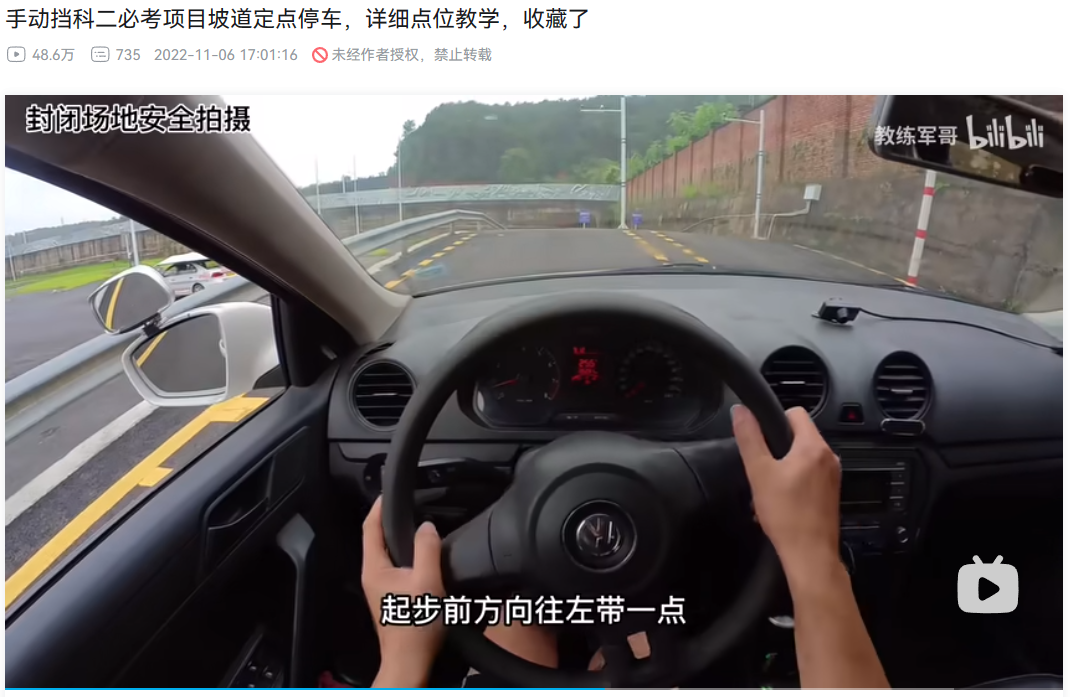 手动挡科二必考项目坡道定点停车，详细点位教学，收藏了
48.6万 735 2022-11-06 17:01:16 未经作者授权，禁止转载
封闭场地安全拍摄
教练军哥 bilibili
起步前方向往左带一点